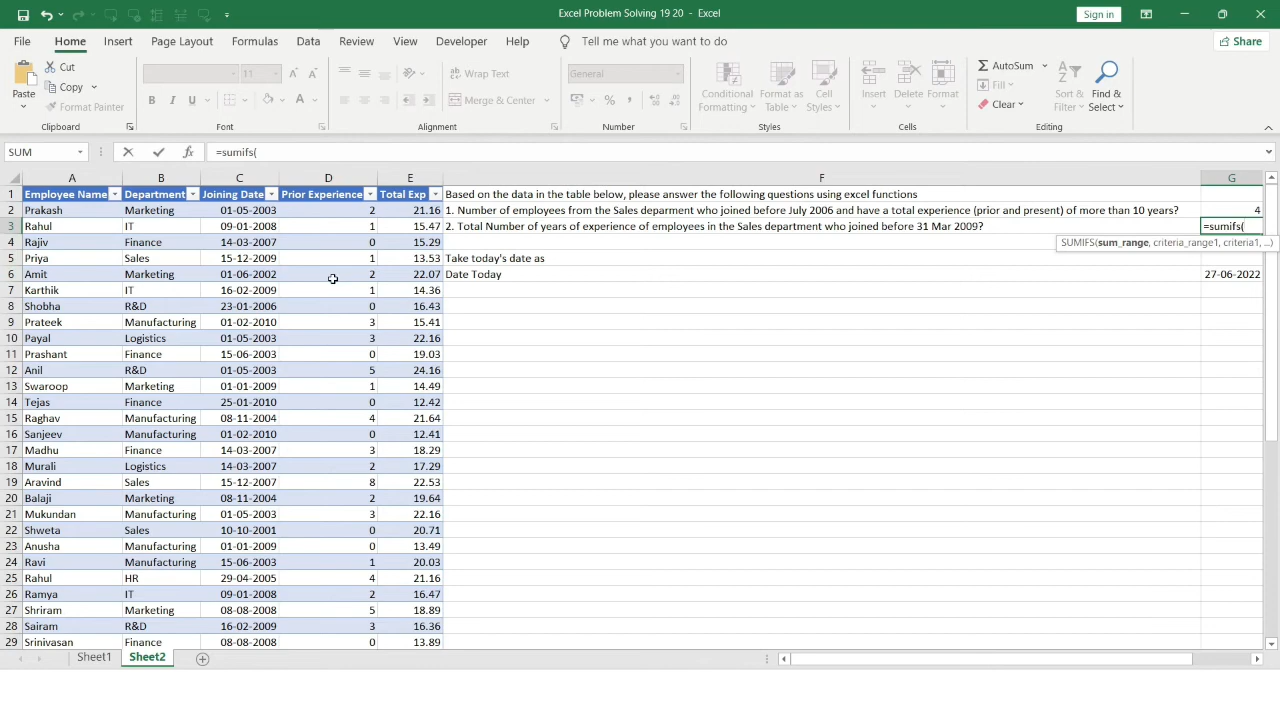 Excel Problem Solving 19 20 - Excel
Sign in
File Home Insert Page Layout Formulas Data Review View Developer Help Tell me what you want to do Share
Paste
Cut
Copy
Format Painter
Clipboard
11
B I U A
Font
Wrap Text
Merge & Center
Alignment
General
%
Number
Conditional Formatting
Format as Table
Cell Styles
Styles
Insert Delete Format
Cells
AutoSum
Fill
Clear
Sort & Filter
Find & Select
Editing
SUM fx =sumifs(
A B C D E F G
1 Employee Name Department Joining Date Prior Experience Total Exp Based on the data in the table below, please answer the following questions using excel functions
2 Prakash Marketing 01-05-2003 2 21.16 1. Number of employees from the Sales deparment who joined before July 2006 and have a total experience (prior and present) of more than 10 years? 4
3 Rahul IT 09-01-2008 1 15.47 2. Total Number of years of experience of employees in the Sales department who joined before 31 Mar 2009? =sumifs(
SUMIFS(sum_range, criteria_range1, criteria1, ...)
4 Rajiv Finance 14-03-2007 0 15.29
5 Priya Sales 15-12-2009 1 13.53 Take today's date as
6 Amit Marketing 01-06-2002 2 22.07 Date Today 27-06-2022
7 Karthik IT 16-02-2009 1 14.36
8 Shobha R&D 23-01-2006 0 16.43
9 Prateek Manufacturing 01-02-2010 3 15.41
10 Payal Logistics 01-05-2003 3 22.16
11 Prashant Finance 15-06-2003 0 19.03
12 Anil R&D 01-05-2003 5 24.16
13 Swaroop Marketing 01-01-2009 1 14.49
14 Tejas Finance 25-01-2010 0 12.42
15 Raghav Manufacturing 08-11-2004 4 21.64
16 Sanjeev Manufacturing 01-02-2010 0 12.41
17 Madhu Finance 14-03-2007 3 18.29
18 Murali Logistics 14-03-2007 2 17.29
19 Aravind Sales 15-12-2007 8 22.53
20 Balaji Marketing 08-11-2004 2 19.64
21 Mukundan Manufacturing 01-05-2003 3 22.16
22 Shweta Sales 10-10-2001 0 20.71
23 Anusha Manufacturing 01-01-2009 0 13.49
24 Ravi Manufacturing 15-06-2003 1 20.03
25 Rahul HR 29-04-2005 4 21.16
26 Ramya IT 09-01-2008 2 16.47
27 Shriram Marketing 08-08-2008 5 18.89
28 Sairam R&D 16-02-2009 3 16.36
29 Srinivasan Finance 08-08-2008 0 13.89
Sheet1 Sheet2